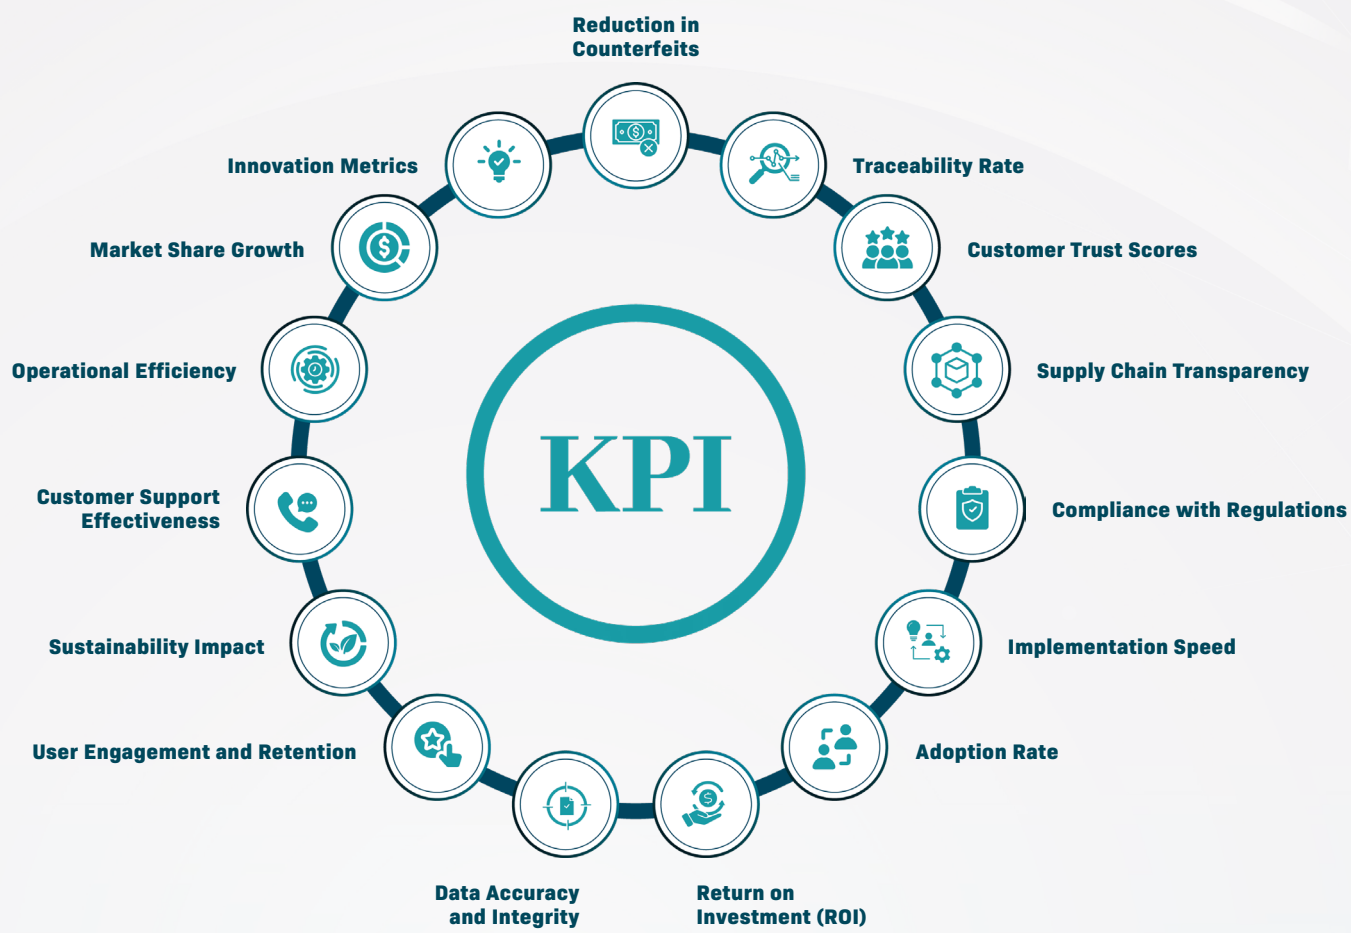 Reduction in
Counterfeits
Innovation Metrics
Traceability Rate
Market Share Growth
Customer Trust Scores
Operational Efficiency
Supply Chain Transparency
KPI
Customer Support
Effectiveness
Compliance with Regulations
Sustainability Impact
Implementation Speed
User Engagement and Retention
Adoption Rate
Data Accuracy
and Integrity
Return on
Investment (ROI)